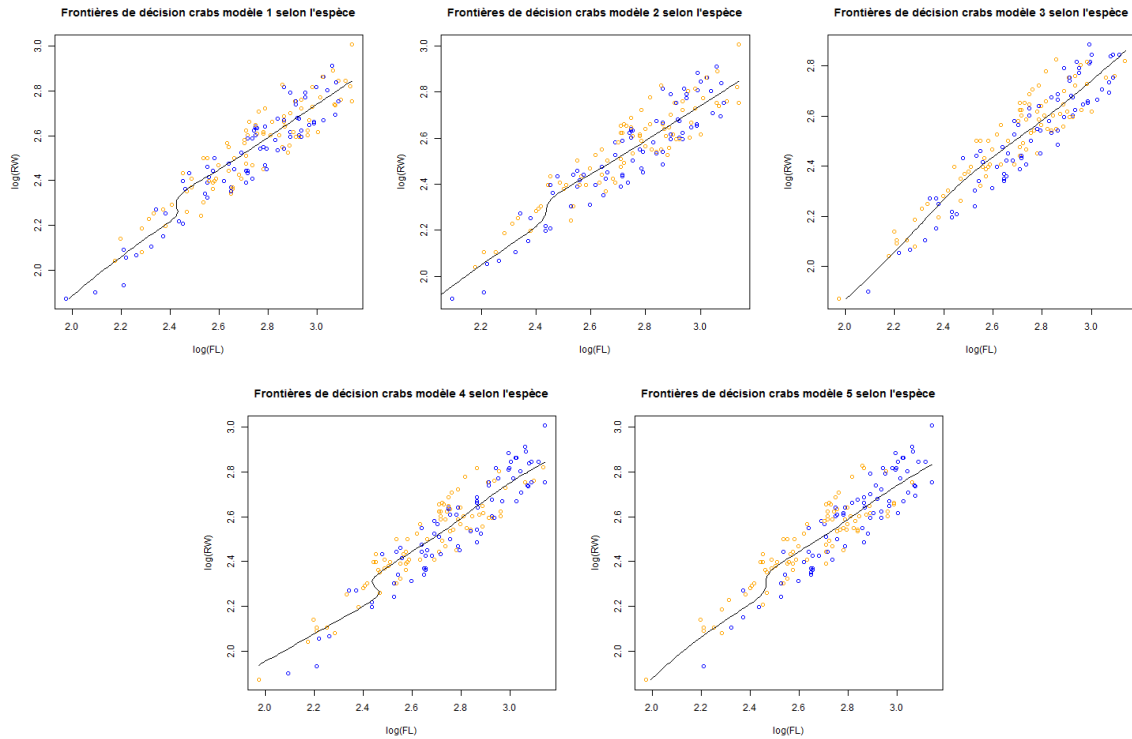 Frontières de décision crabs modèle 1 selon l'espèce
log(RW)
3.0
2.8
2.6
2.4
2.2
2.0
2.0 2.2 2.4 2.6 2.8 3.0
log(FL)
Frontières de décision crabs modèle 2 selon l'espèce
log(RW)
3.0
2.8
2.6
2.4
2.2
2.0
2.2 2.4 2.6 2.8 3.0
log(FL)
Frontières de décision crabs modèle 3 selon l'espèce
log(RW)
2.8
2.6
2.4
2.2
2.0
2.0 2.2 2.4 2.6 2.8 3.0
log(FL)
Frontières de décision crabs modèle 4 selon l'espèce
log(RW)
3.0
2.8
2.6
2.4
2.2
2.0
2.0 2.2 2.4 2.6 2.8 3.0
log(FL)
Frontières de décision crabs modèle 5 selon l'espèce
log(RW)
3.0
2.8
2.6
2.4
2.2
2.0
2.0 2.2 2.4 2.6 2.8 3.0
log(FL)